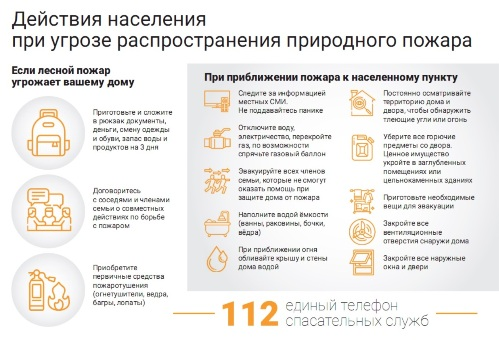 Действия населения
при угрозе распространения природного пожара
Если лесной пожар
угрожает вашему дому
Приготовьте и сложите
в рюкзак документы,
деньги, смену одежды
и обуви, запас воды и
продуктов на 3 дня
Договоритесь
с соседями и членами
семьи о совместных
действиях по борьбе
с пожаром
Приобретите
первичные средства
пожаротушения
(огнетушители, ведра,
багры, лопаты)
При приближении пожара к населенному пункту
Следите за информацией
местных СМИ.
Не поддавайтесь панике
Отключите воду,
электричество, перекройте
газ, по возможности
спрячьте газовый баллон
Эвакуируйте всех членов
семьи, которые не смогут
оказать помощь при
защите дома от пожара
Наполните водой ёмкости
(ванны, раковины, бочки,
вёдра)
При приближении огня
обливайте крышу и стены
дома водой
Постоянно осматривайте
территорию дома и
двора, чтобы обнаружить
тлеющие угли или огонь
Уберите все горючие
предметы со двора.
Ценное имущество
укройте в заглубленных
помещениях или
цельнокаменных зданиях
Приготовьте необходимые
вещи для эвакуации
Закройте все
вентиляционные
отверстия снаружи дома
Закройте все наружные
окна и двери
112 единый телефон
спасательных служб